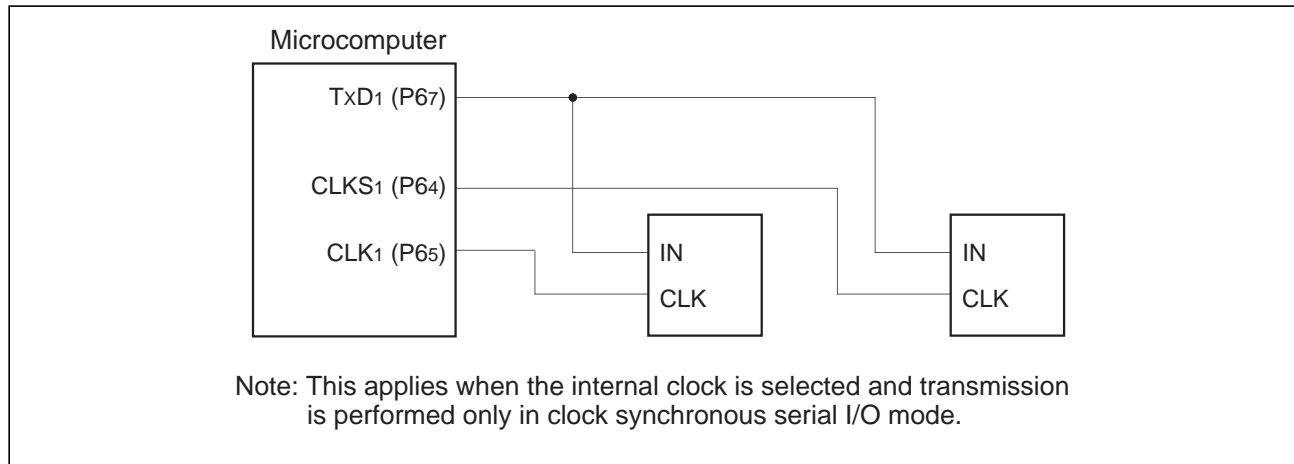 Microcomputer
TxD1 (P67)
CLKS1 (P64)
CLK1 (P65)
IN
CLK
IN
CLK
Note: This applies when the internal clock is selected and transmission
is performed only in clock synchronous serial I/O mode.